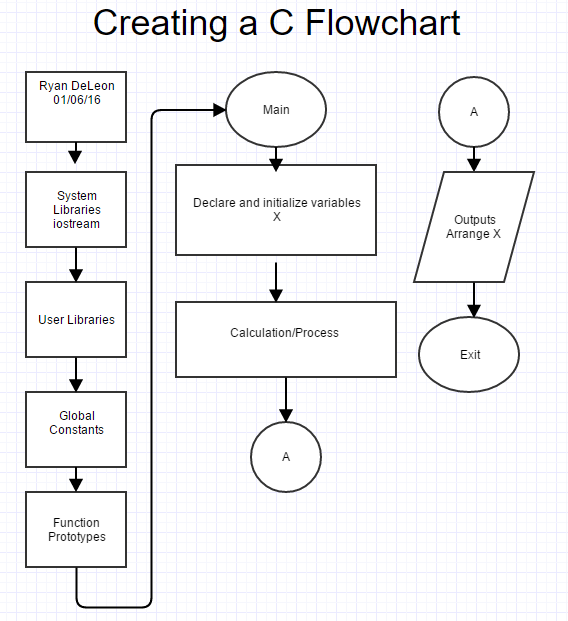 Creating a C Flowchart
Ryan DeLeon
01/06/16
System
Libraries
iostream
User Libraries
Global
Constants
Function
Prototypes
Main
Declare and initialize variables
X
Calculation/Process
A
A
Outputs
Arrange X
Exit